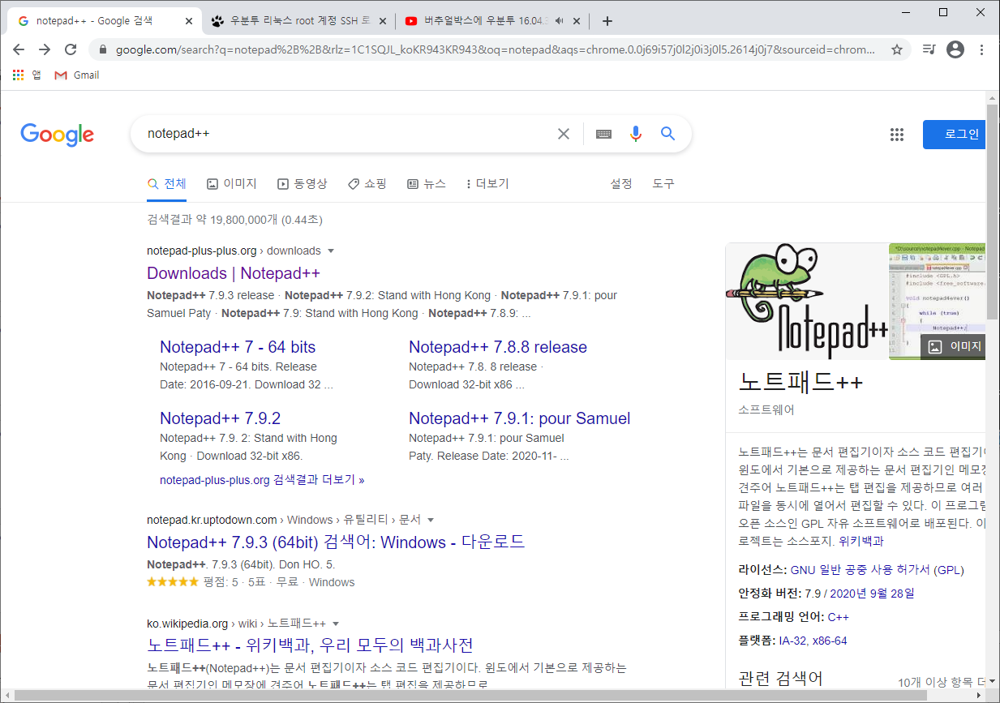 notepad++ - Google 검색
우분투 리눅스 root 계정 SSH 로
버추얼박스에 우분투 16.04.
google.com/search?q=notepad%2B%2B&rlz=1C1SQJL_koKR943KR943&oq=notepad&aqs=chrome.0.0j69i57j0l2j0i3j0l5.2614j0j7&sourceid=chrom...
앱
Gmail
Google
notepad++
로그인
전체
이미지
동영상
쇼핑
뉴스
더보기
설정
도구
검색결과 약 19,800,000개 (0.44초)
notepad-plus-plus.org › downloads
Downloads | Notepad++
Notepad++ 7.9.3 release · Notepad++ 7.9.2: Stand with Hong Kong · Notepad++ 7.9.1: pour
Samuel Paty · Notepad++ 7.9: Stand with Hong Kong · Notepad++ 7.8.9: ...
Notepad++ 7 - 64 bits
Notepad++ 7 - 64 bits. Release
Date: 2016-09-21. Download 32 ...
Notepad++ 7.8.8 release
Notepad++ 7.8. 8 release ·
Download 32-bit x86 ...
Notepad++ 7.9.2
Notepad++ 7.9. 2: Stand with Hong
Kong · Download 32-bit x86.
Notepad++ 7.9.1: pour Samuel
Notepad++ 7.9.1: pour Samuel
Paty. Release Date: 2020-11- ...
notepad-plus-plus.org 검색결과 더보기 »
notepad.kr.uptodown.com › Windows › 유틸리티 › 문서
Notepad++ 7.9.3 (64bit) 검색어: Windows - 다운로드
Notepad++. 7.9.3 (64bit). Don HO. 5.
★★★★★ 평점: 5 · 5표 · 무료 · Windows
ko.wikipedia.org › wiki › 노트패드++
노트패드++ - 위키백과, 우리 모두의 백과사전
노트패드++(Notepad++)는 문서 편집기이자 소스 코드 편집기이다. 윈도에서 기본으로 제공하는
문서 편집기인 메모장에 견주어 노트패드++는 탭 편집을 제공하므로
Notepad++
#include <GPL.h>
#include <free_software.
void notepad4ever()
{
while (true)
{
Notepad++;
}
이미지
노트패드++
소프트웨어
노트패드++는 문서 편집기이자 소스 코드 편집기이
윈도에서 기본으로 제공하는 문서 편집기인 메모장
견주어 노트패드++는 탭 편집을 제공하므로 여러
파일을 동시에 열어서 편집할 수 있다. 이 프로그램
오픈 소스인 GPL 자유 소프트웨어로 배포된다. 이
로젝트는 소스포지. 위키백과
라이선스: GNU 일반 공중 사용 허가서 (GPL)
안정화 버전: 7.9 / 2020년 9월 28일
프로그래밍 언어: C++
플랫폼: IA-32, x86-64
관련 검색어
10개 이상 항목 더